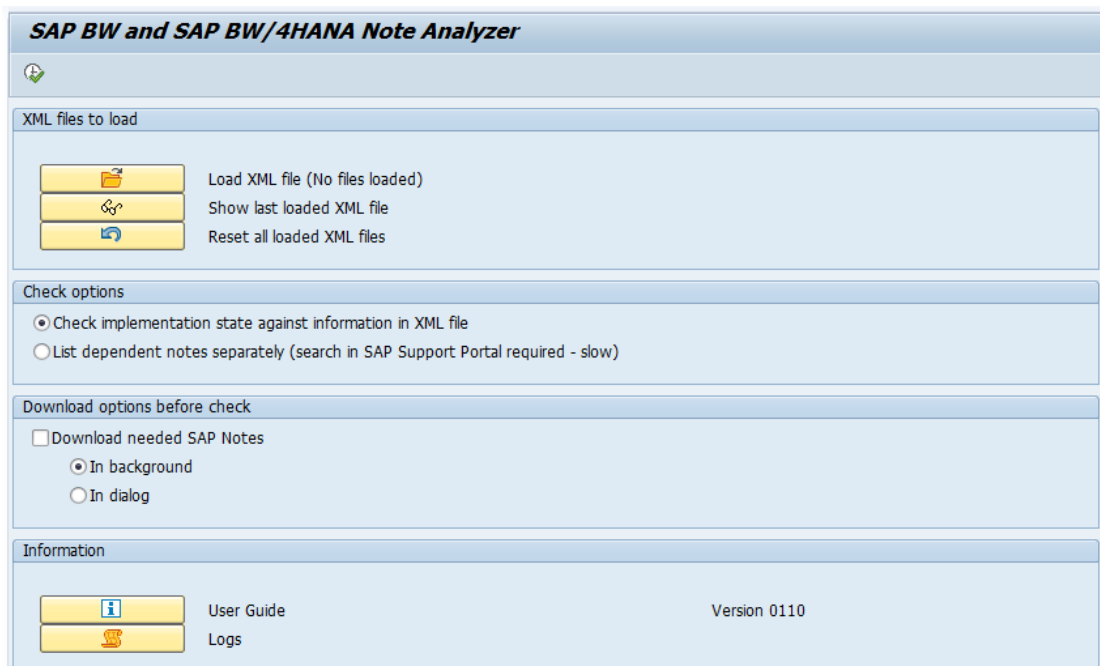 SAP BW and SAP BW/4HANA Note Analyzer
XML files to load
Load XML file (No files loaded)
Show last loaded XML file
Reset all loaded XML files
Check options
Check implementation state against information in XML file
List dependent notes separately (search in SAP Support Portal required - slow)
Download options before check
Download needed SAP Notes
In background
In dialog
Information
User Guide Version 0110
Logs